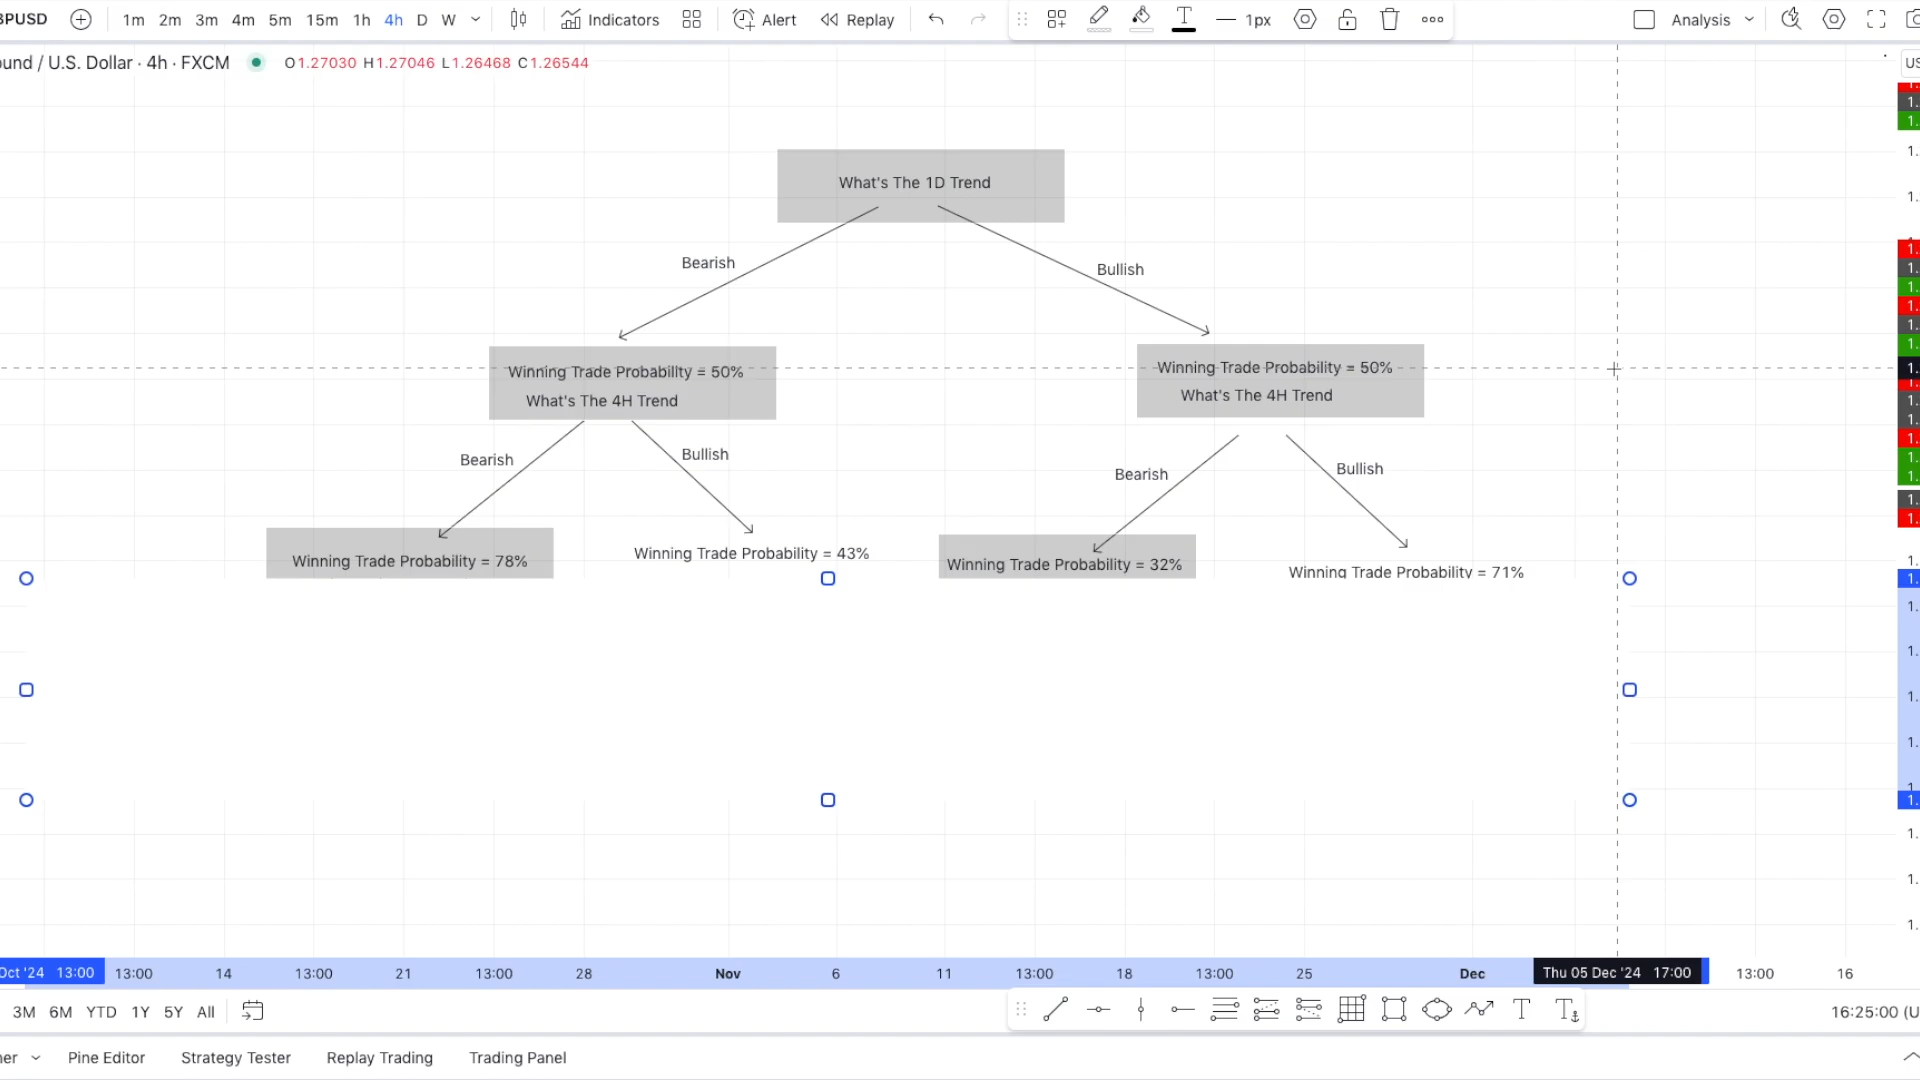 BPUSD 1m 2m 3m 4m 5m 15m 1h 4h D W Indicators Alert Replay 1px Analysis
und / U.S. Dollar · 4h · FXCM O1.27030 H1.27046 L1.26468 C1.26544
What's The 1D Trend
Bearish
Bullish
Winning Trade Probability = 50%
What's The 4H Trend
Winning Trade Probability = 50%
What's The 4H Trend
Bearish
Bullish
Bearish
Bullish
Winning Trade Probability = 78%
Winning Trade Probability = 43%
Winning Trade Probability = 32%
Winning Trade Probability = 71%
Oct '24 13:00 13:00 14 13:00 21 13:00 28 Nov 6 11 13:00 18 13:00 25 Dec Thu 05 Dec '24 17:00 13:00 16
3M 6M YTD 1Y 5Y All 16:25:00 (U
ner Pine Editor Strategy Tester Replay Trading Trading Panel